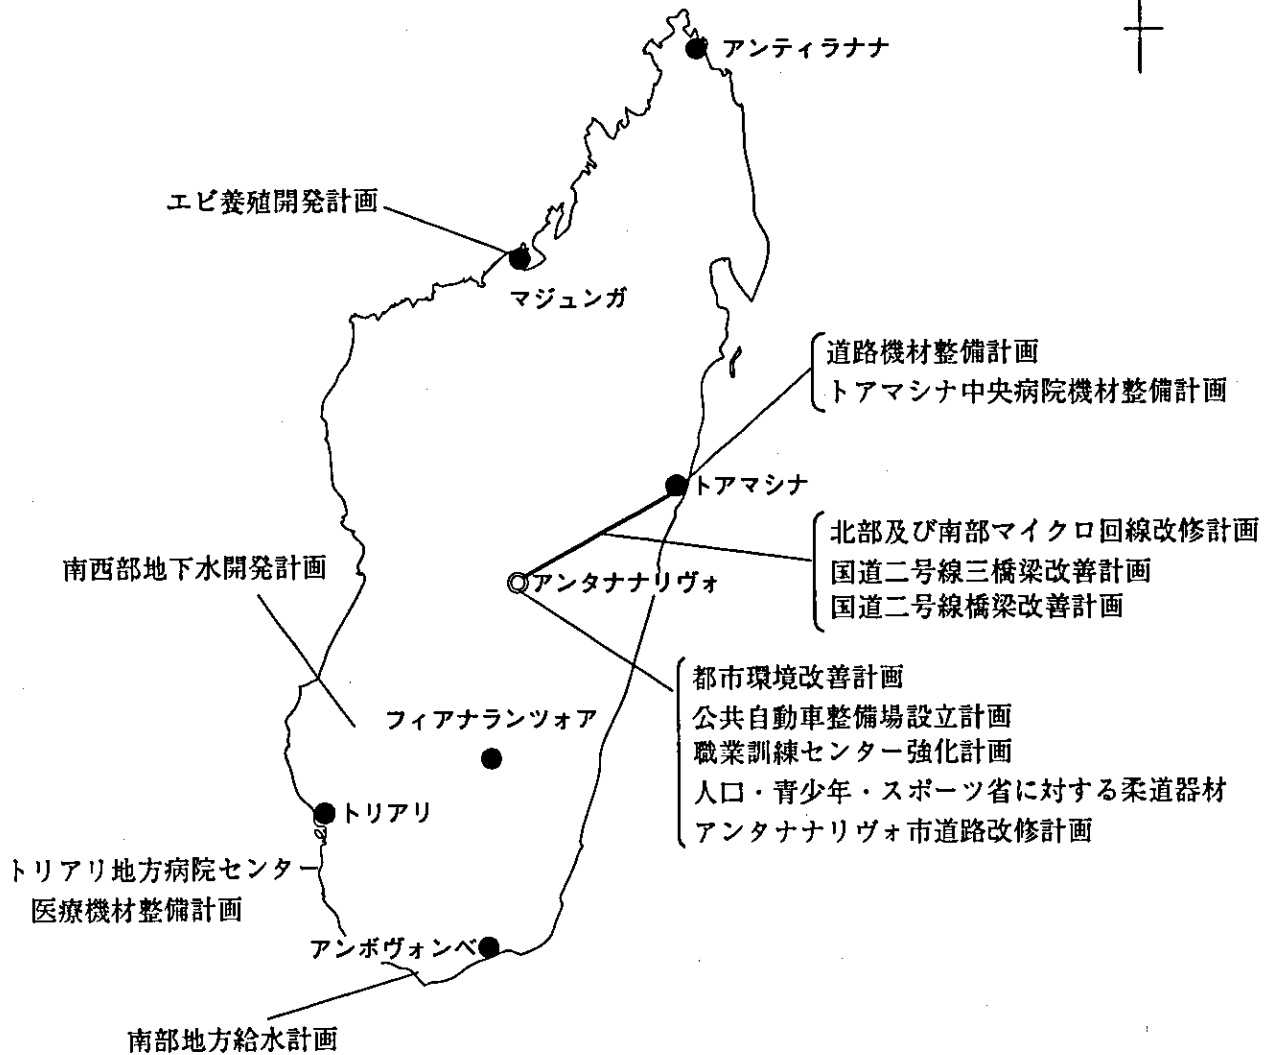 アンティラナナ
エビ養殖開発計画
マジュンガ
道路機材整備計画
トアマシナ中央病院機材整備計画
トアマシナ
北部及び南部マイクロ回線改修計画
国道二号線三橋梁改善計画
国道二号線橋梁改善計画
南西部地下水開発計画
アンタナナリヴォ
都市環境改善計画
公共自動車整備場設立計画
職業訓練センター強化計画
人口・青少年・スポーツ省に対する柔道器材
アンタナナリヴォ市道路改修計画
フィアナランツォア
トリアリ
トリアリ地方病院センター
医療機材整備計画
アンボヴォンベ
南部地方給水計画